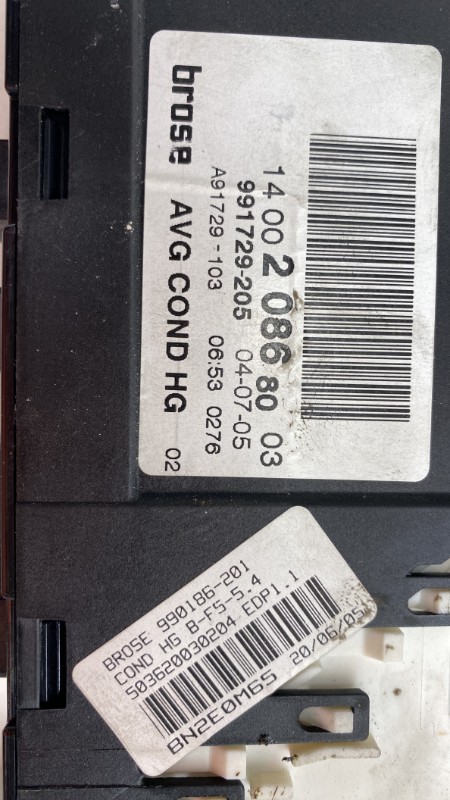 brose AVG COND HG 02
A91729-103 06:53 0276
991729-205 04-07-05
14 00 2 086 80 03
BROSE 990186-201
COND HG B-F5-5.4
503620030204 EDP1.1
BN2E0M6S 20/06/05